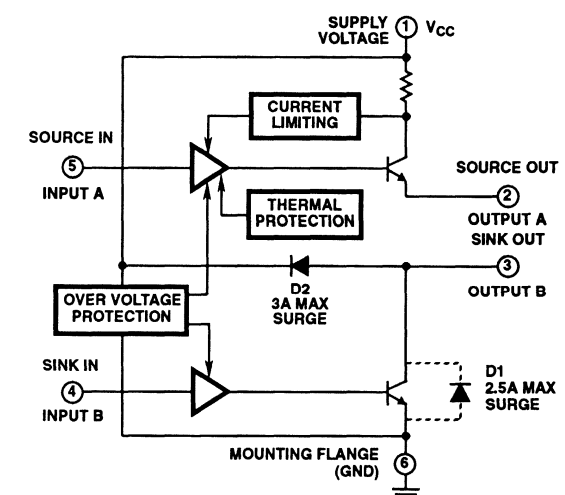 SUPPLY
VOLTAGE
1
VCC
CURRENT
LIMITING
SOURCE IN
5
INPUT A
SOURCE OUT
2
OUTPUT A
THERMAL
PROTECTION
SINK OUT
3
OUTPUT B
D2
3A MAX
SURGE
OVER VOLTAGE
PROTECTION
SINK IN
4
INPUT B
D1
2.5A MAX
SURGE
MOUNTING FLANGE
(GND)
6